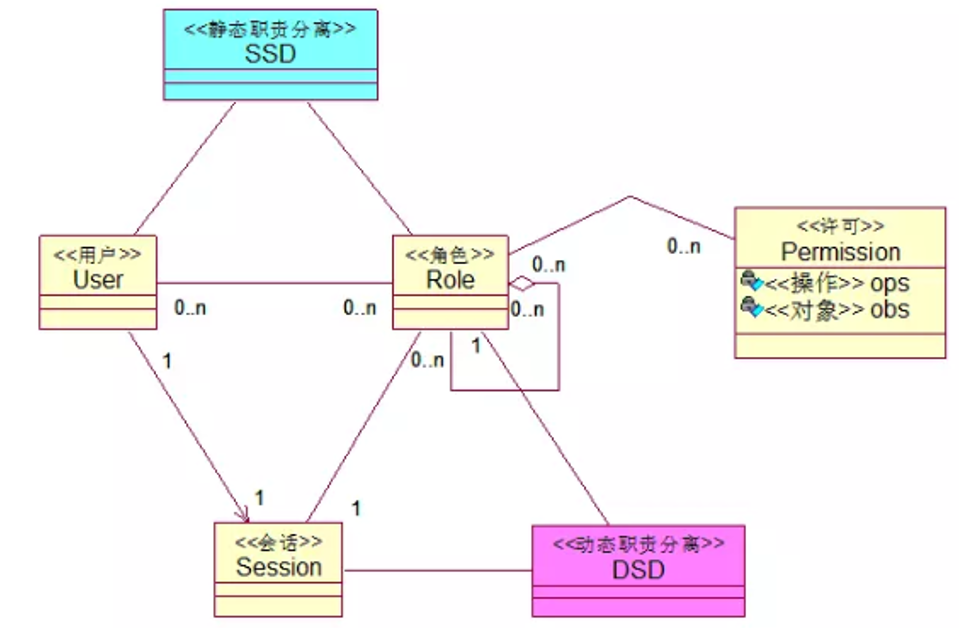 <<静态职责分离>>
SSD
<<用户>>
User
<<角色>>
Role
<<许可>>
Permission
<<操作>> ops
<<对象>> obs
0..n
0..n
0..n
0..n
0..n
0..n
1
1
1
1
<<会话>>
Session
<<动态职责分离>>
DSD